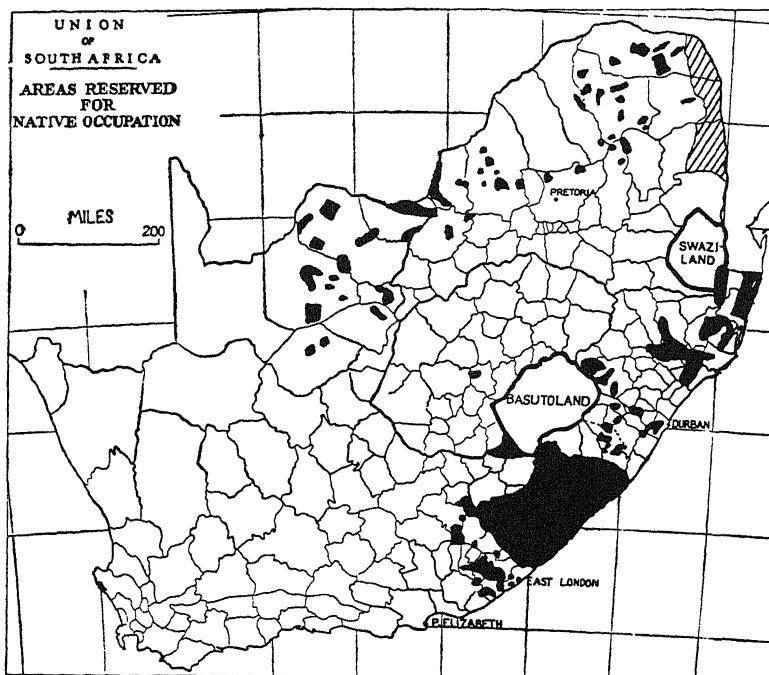 UNION
OF
SOUTH AFRICA
AREAS RESERVED
FOR
NATIVE OCCUPATION
MILES
0 200
PRETORIA
SWAZI-
LAND
BASUTOLAND
DURBAN
EAST LONDON
P. ELIZABETH